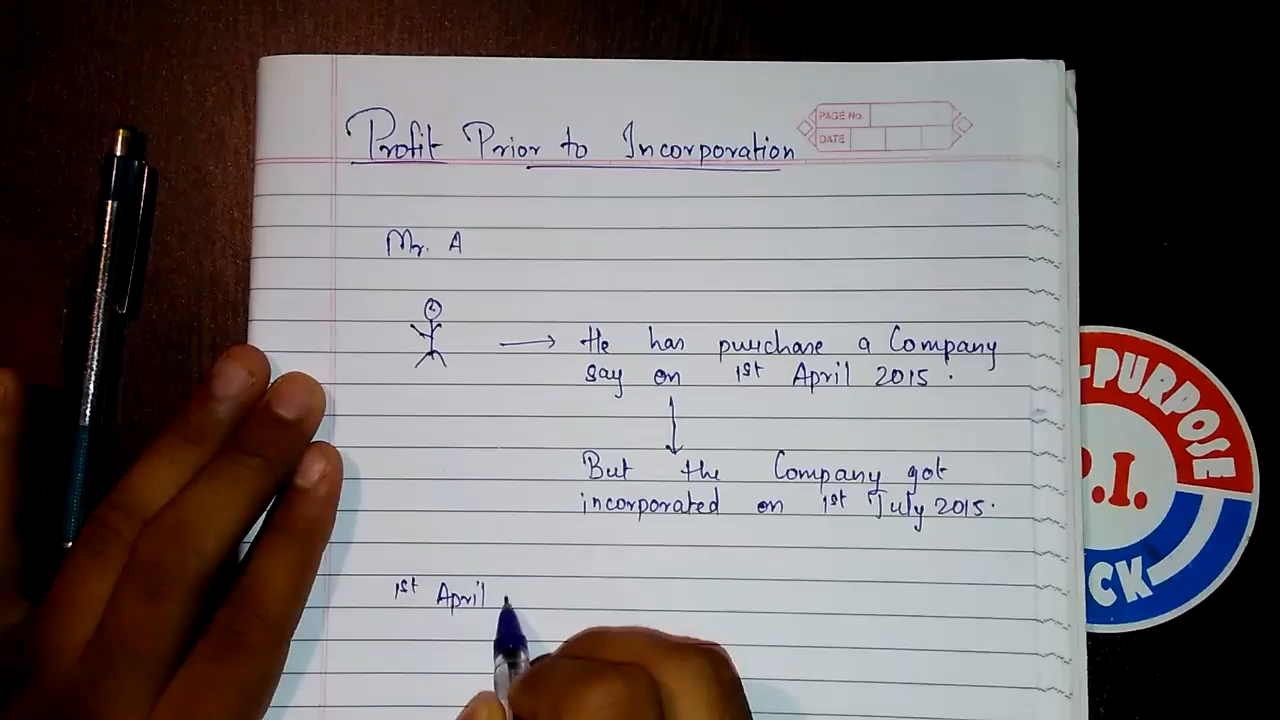 Profit Prior to Incorporation
PAGE No.
DATE
Mr. A
He has purchase a Company
say on 1st April 2015.
But the Company got
incorporated on 1st July 2015.
1st April
-PURPOSE
P.I.
CK